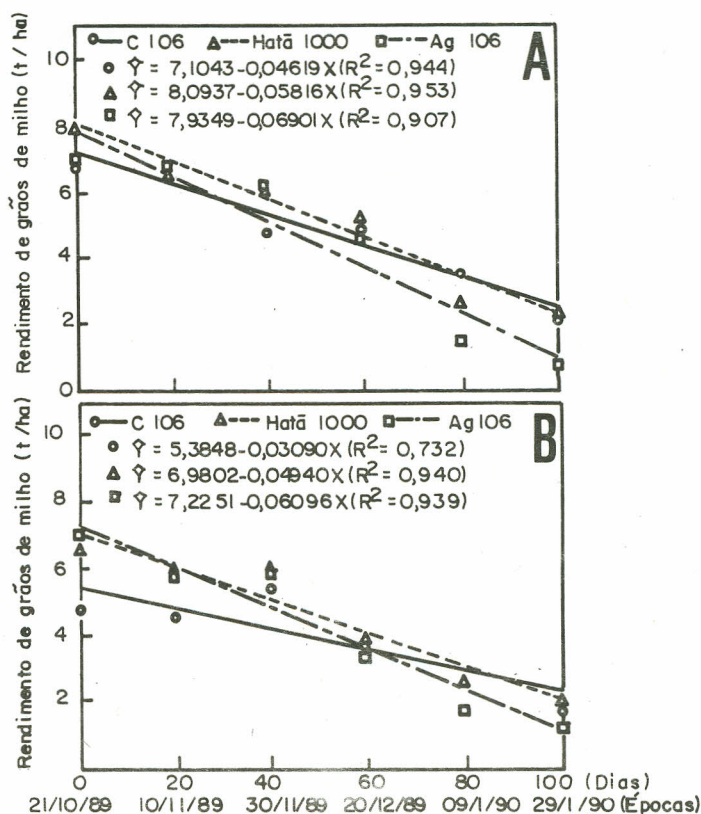 A
C 106 Hatã 1000 Ag 106
Ŷ = 7,1043-0,04619X (R2= 0,944)
Ŷ = 8,0937-0,05816X (R2= 0,953)
Ŷ = 7,9349-0,06901X (R2= 0,907)
Rendimento de grãos de milho (t / ha)
10
8
6
4
2
0
B
C 106 Hatã 1000 Ag 106
Ŷ = 5,3848-0,03090X (R2= 0,732)
Ŷ = 6,9802-0,04940X (R2= 0,940)
Ŷ = 7,2251-0,06096X (R2= 0,939)
Rendimento de grãos de milho (t /ha)
10
8
6
4
2
0 20 40 60 80 100 (Dias)
21/10/89 10/11/89 30/11/89 20/12/89 09/1/90 29/1/90 (Épocas)